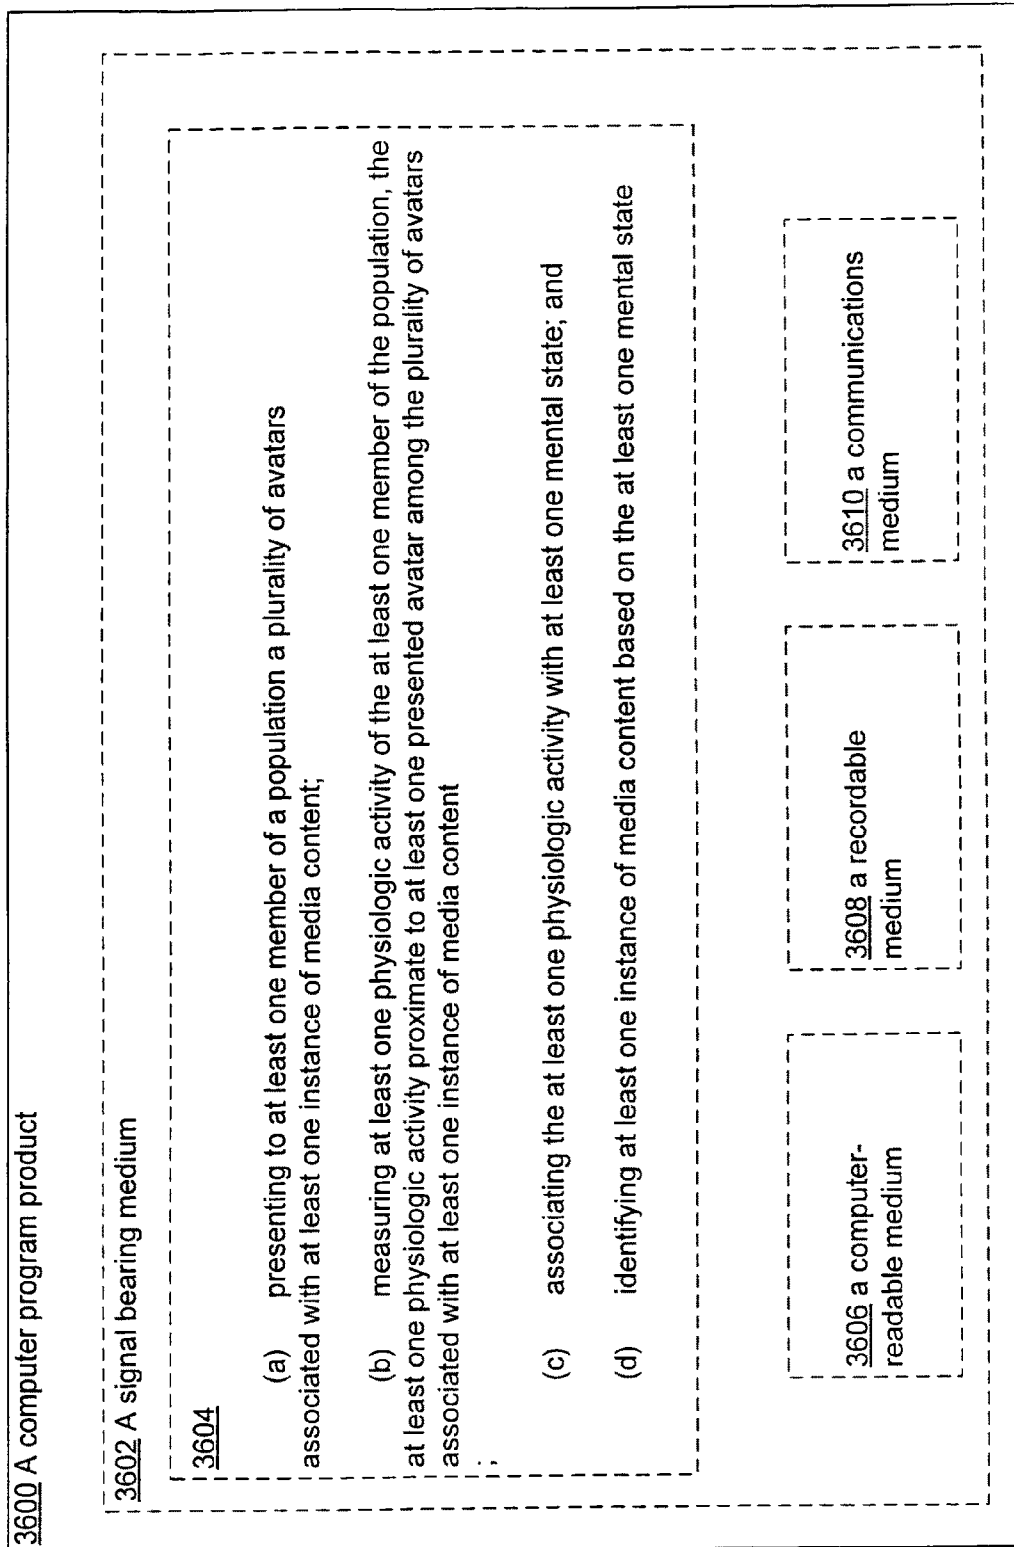 3600 A computer program product
3602 A signal bearing medium
3604
(a) presenting to at least one member of a population a plurality of avatars
associated with at least one instance of media content;
(b) measuring at least one physiologic activity of the at least one member of the population, the
at least one physiologic activity proximate to at least one presented avatar among the plurality of avatars
associated with at least one instance of media content
;
(c) associating the at least one physiologic activity with at least one mental state; and
(d) identifying at least one instance of media content based on the at least one mental state
3606 a computer-
readable medium
3608 a recordable
medium
3610 a communications
medium